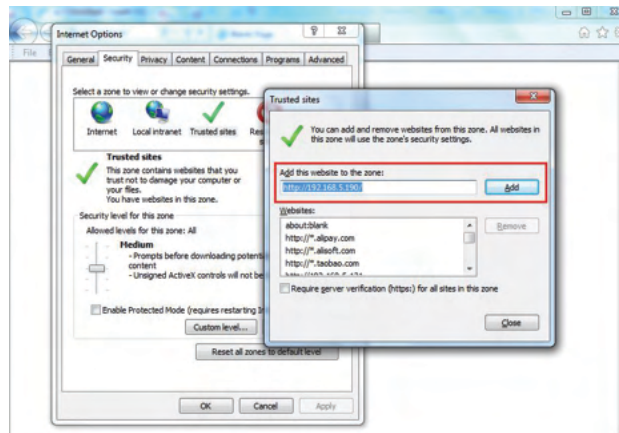 Internet Options
File
General Security Privacy Content Connections Programs Advanced
Select a zone to view or change security settings.
Internet Local intranet Trusted sites
Trusted sites
This zone contains websites that you
trust not to damage your computer or
your files.
You have websites in this zone.
Security level for this zone
Allowed levels for this zone: All
Medium
- Prompts before downloading
content
- Unsigned ActiveX controls will not be
Enable Protected Mode (requires restarting
Custom level...
Reset all zones to default level
OK Cancel Apply
Trusted sites
You can add and remove websites from this zone. All websites in
this zone will use the zone's security settings.
Add this website to the zone:
http://192.168.5.190/ Add
Websites:
about:blank Remove
http://*.alipay.com
http://*.alisoft.com
http://*.taobao.com
Require server verification (https:) for all sites in this zone
Close